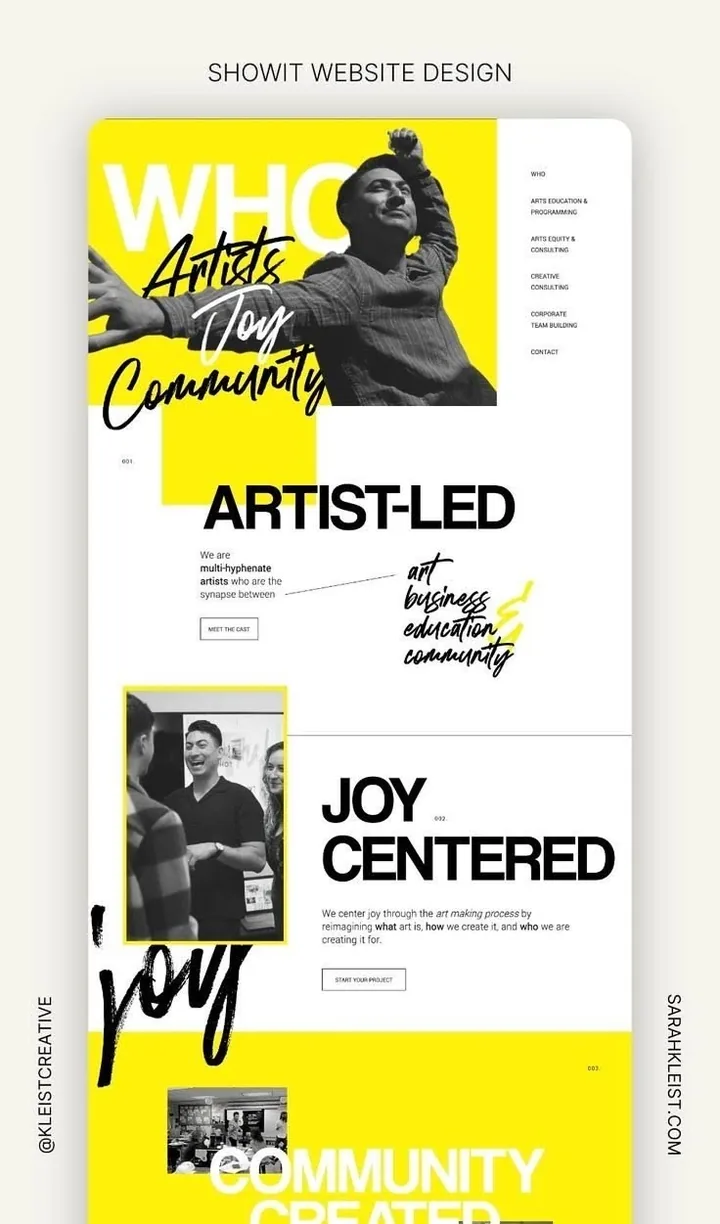 SHOWIT WEBSITE DESIGN
WHO
Artists
Joy
Community
WHO
ARTS EDUCATION &
PROGRAMMING
ARTS EQUITY &
CONSULTING
CREATIVE
CONSULTING
CORPORATE
TEAM BUILDING
CONTACT
001.
ARTIST-LED
We are
multi-hyphenate
artists who are the
synapse between
MEET THE CAST
art
business
education
community
&
JOY
002.
CENTERED
We center joy through the art making process by
reimagining what art is, how we create it, and who we are
creating it for.
START YOUR PROJECT
joy
003.
COMMUNITY
CREATED
@KLEISTCREATIVE
SARAHKLEIST.COM